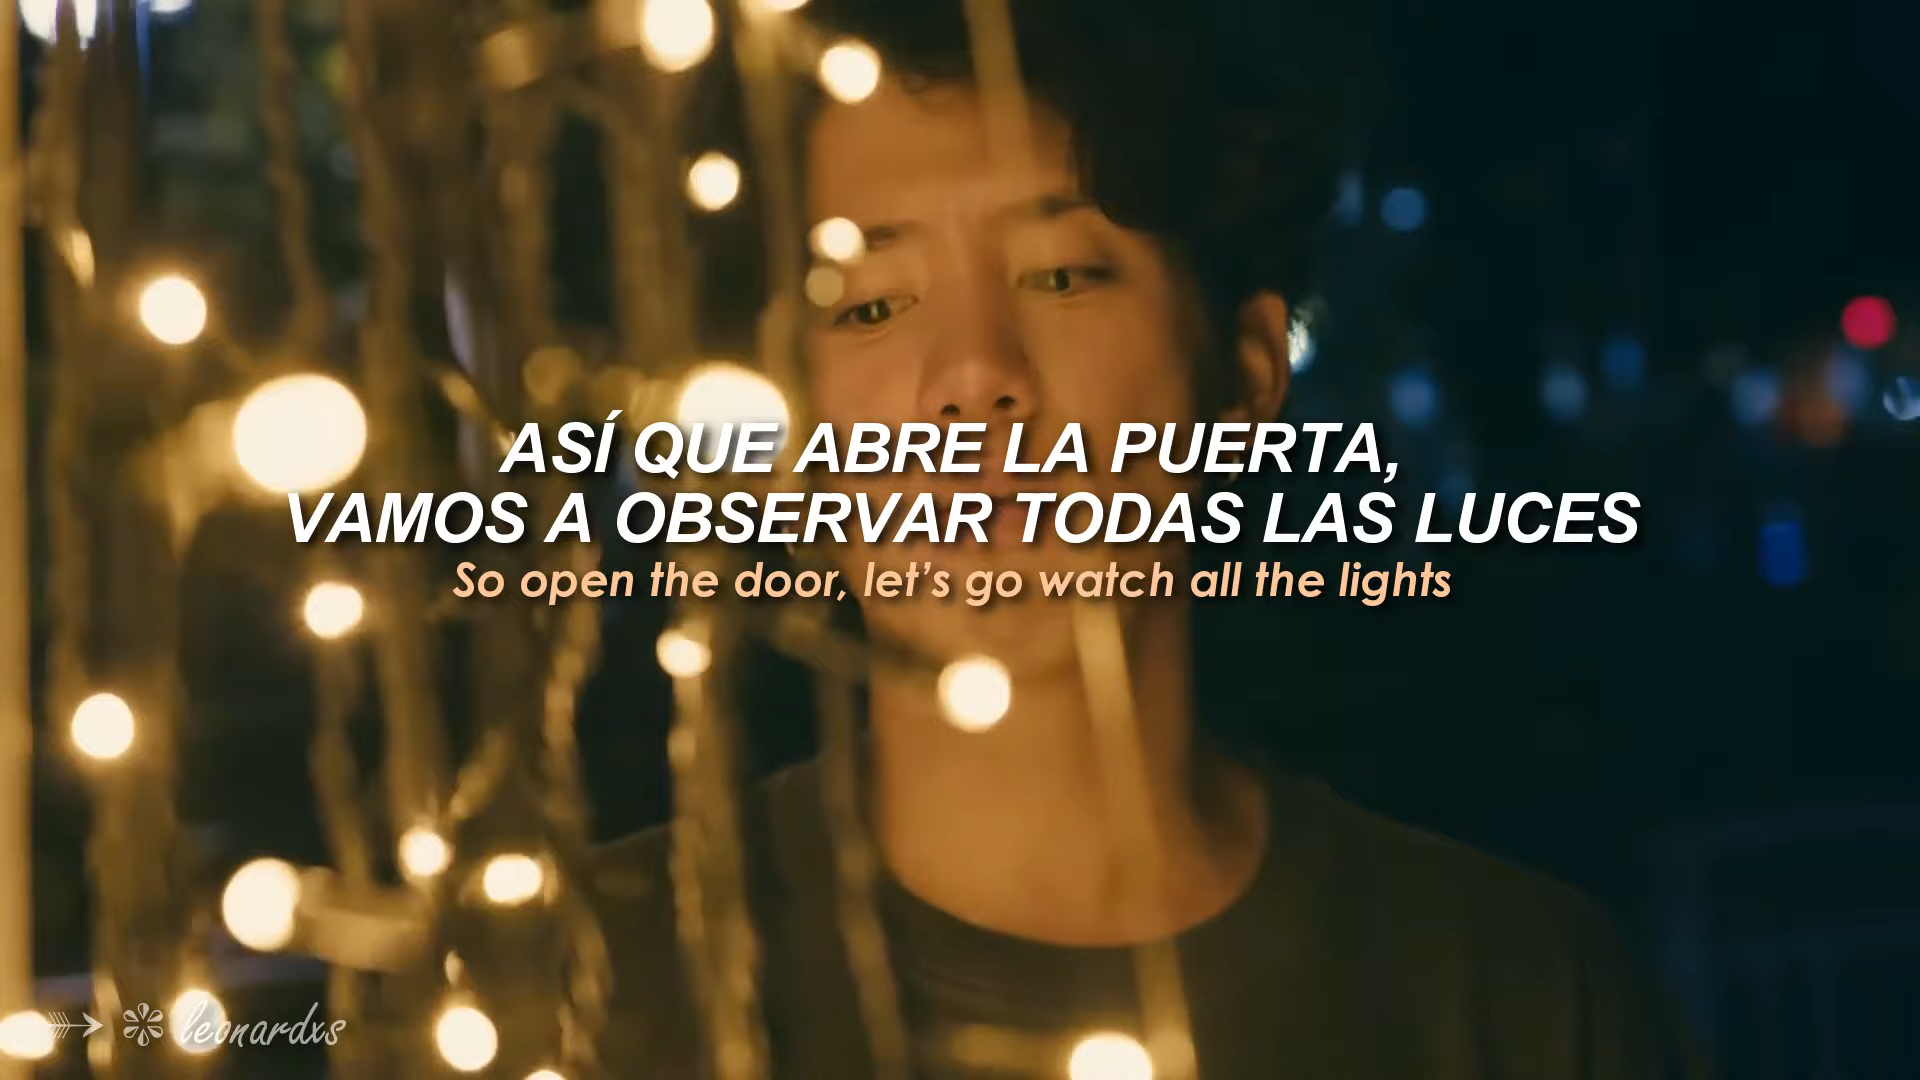 ASÍ QUE ABRE LA PUERTA,
VAMOS A OBSERVAR TODAS LAS LUCES
So open the door, let's go watch all the lights
leonardxs